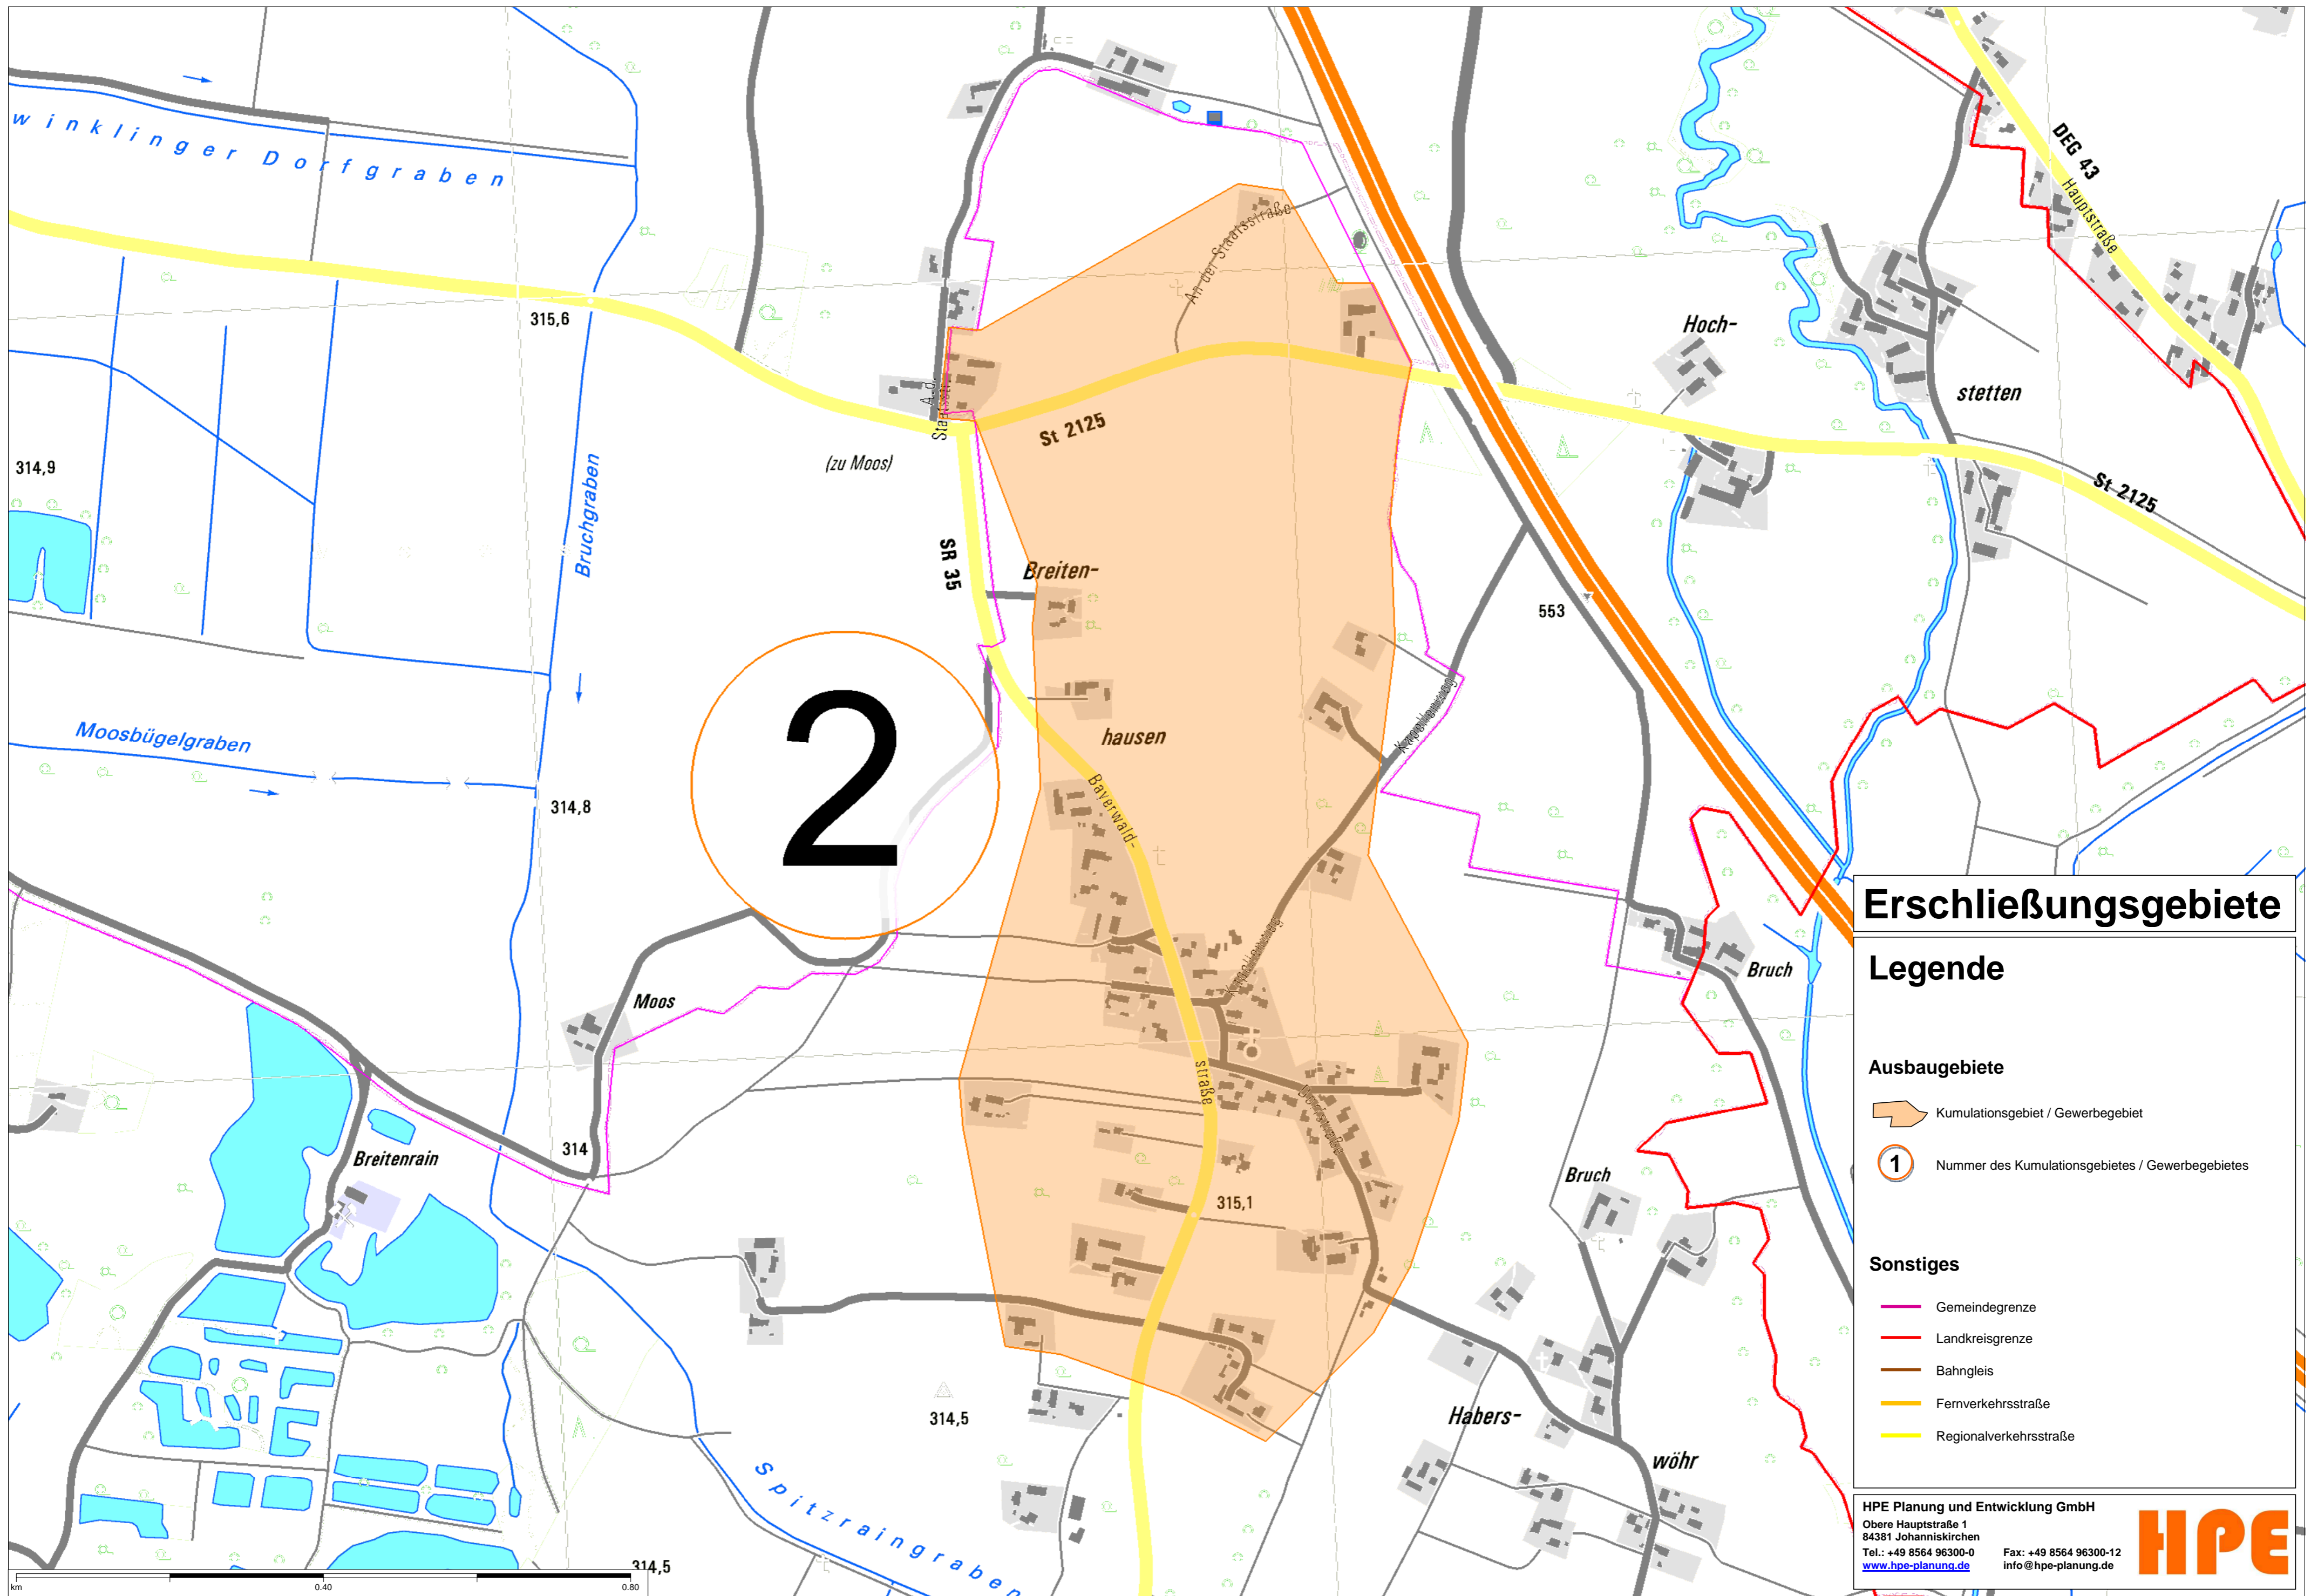 winklinger Dorfgraben
DEG 43
Hauptstraße
An der Staatsstraße
315,6
Hoch-
stetten
A. d.
St 2125
(zu Moos)
314,9
St 2125
Bruchgraben
SR 35
Breiten-
553
2
Kapellenweg
Moosbügelgraben
hausen
Bayerwald-
314,8
Kapellenweg
Moos
Bruch
straße
Dorfstraße
314
Breitenrain
315,1
Bruch
314,5
Habers-
wöhr
Spitzraingraben
314,5
km
0.40
0.80
Erschließungsgebiete
Legende
Ausbaugebiete
Kumulationsgebiet / Gewerbegebiet
1
Nummer des Kumulationsgebietes / Gewerbegebietes
Sonstiges
Gemeindegrenze
Landkreisgrenze
Bahngleis
Fernverkehrsstraße
Regionalverkehrsstraße
HPE Planung und Entwicklung GmbH
Obere Hauptstraße 1
84381 Johanniskirchen
Tel.: +49 8564 96300-0 Fax: +49 8564 96300-12
www.hpe-planung.de info@hpe-planung.de
HPE